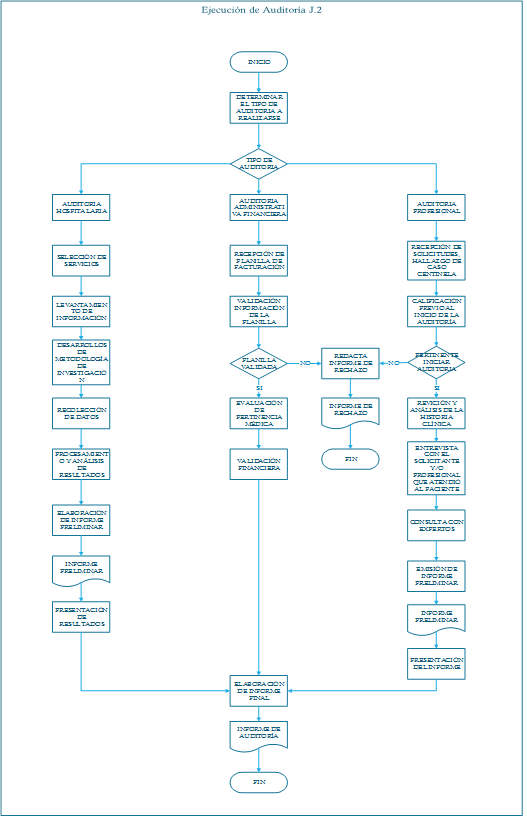 Ejecución de Auditoría J.2
INICIO
DETERMINAR
EL TIPO DE
AUDITORIA A
REALIZARSE
TIPO DE
AUDITORIA
AUDITORIA
HOSPITALARIA
SELECCIÓN DE
SERVICIOS
LEVANTAMIEN
TO DE
INFORMACIÓN
DESARROLLOS
DE
METODOLOGÍA
DE
INVESTIGACIÓ
N
RECOLECCIÓN
DE DATOS
PROCESAMIENT
O Y ANÁLISIS
DE
RESULTADOS
ELABORACIÓN
DE INFORME
PRELIMINAR
INFORME
PRELIMINAR
PRESENTACIÓN
DE
RESULTADOS
AUDITORIA
ADMINISTRATI
VA FINANCIERA
RECEPCIÓN DE
PLANILLA DE
FACTURACIÓN
VALIDACIÓN
INFORMACIÓN
DE LA
PLANILLA
PLANILLA
VALIDADA
NO
SI
EVALUACIÓN
DE
PERTINENCIA
MÉDICA
VALIDACIÓN
FINANCIERA
REDACTA
INFORME DE
RECHAZO
INFORME DE
RECHAZO
FIN
AUDITORIA
PROFESIONAL
RECEPCIÓN DE
SOLICITUDES,
HALLAZGO DE
CASO
CENTINELA
CALIFICACIÓN
PREVIO AL
INICIO DE LA
AUDITORÍA
PERTINENTE
INICIAR
AUDITORIA
NO
SI
REVICIÓN Y
ANÁLISIS DE LA
HISTORIA
CLÍNICA
ENTREVISTA
CON EL
SOLICITANTE
Y/O
PROFESIONAL
QUE ATENDIÓ
AL PACIENTE
CONSULTA CON
EXPERTOS
EMISIÓN DE
INFORME
PRELIMINAR
INFORME
PRELIMINAR
PRESENTACIÓN
DEL INFORME
ELABORACIÓN
DE INFORME
FINAL
INFORME DE
AUDITORÍA
FIN